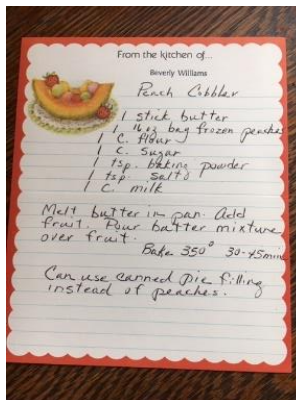 From the kitchen of...
Beverly Williams
Peach Cobbler
1 stick butter
1 16 oz bag frozen peaches
1 C. flour
1 C. sugar
1 tsp. baking powder
1 tsp. salt
1 C. milk
Melt butter in pan. Add
fruit. Pour batter mixture
over fruit.
Bake 350° 30-45 min
Can use canned pie filling
instead of peaches.